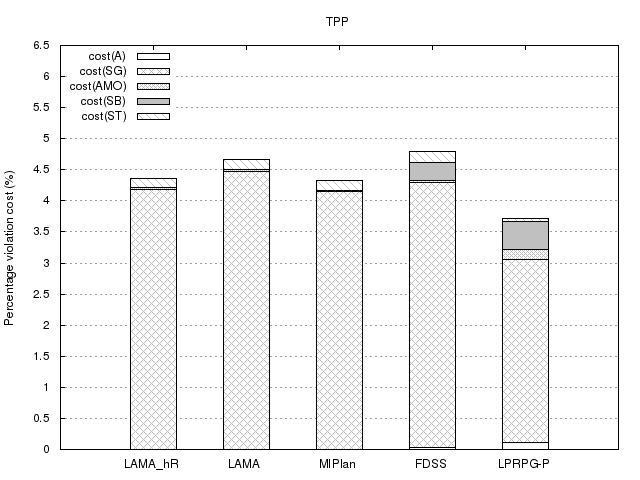 TPP
Percentage violation cost (%)
6.5
6
5.5
5
4.5
4
3.5
3
2.5
2
1.5
1
0.5
0
cost(A)
cost(SG)
cost(AMO)
cost(SB)
cost(ST)
LAMA_hR LAMA MIPlan FDSS LPRPG-P